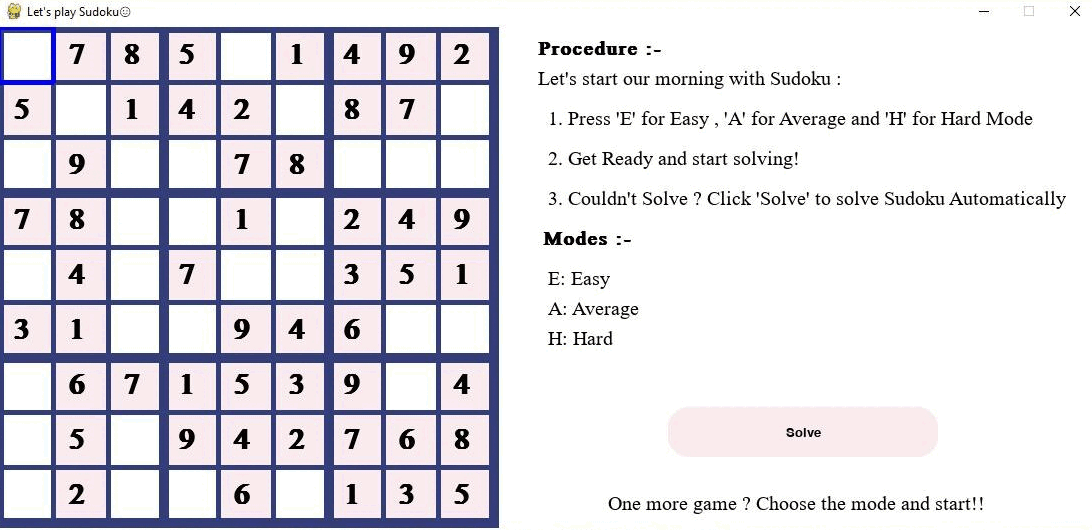 Let's play Sudoku☺
7 8 5 1 4 9 2
5 1 4 2 8 7
9 7 8
7 8 1 2 4 9
4 7 3 5 1
3 1 9 4 6
6 7 1 5 3 9 4
5 9 4 2 7 6 8
2 6 1 3 5
Procedure :-
Let's start our morning with Sudoku :
1. Press 'E' for Easy , 'A' for Average and 'H' for Hard Mode
2. Get Ready and start solving!
3. Couldn't Solve ? Click 'Solve' to solve Sudoku Automatically
Modes :-
E: Easy
A: Average
H: Hard
Solve
One more game ? Choose the mode and start!!